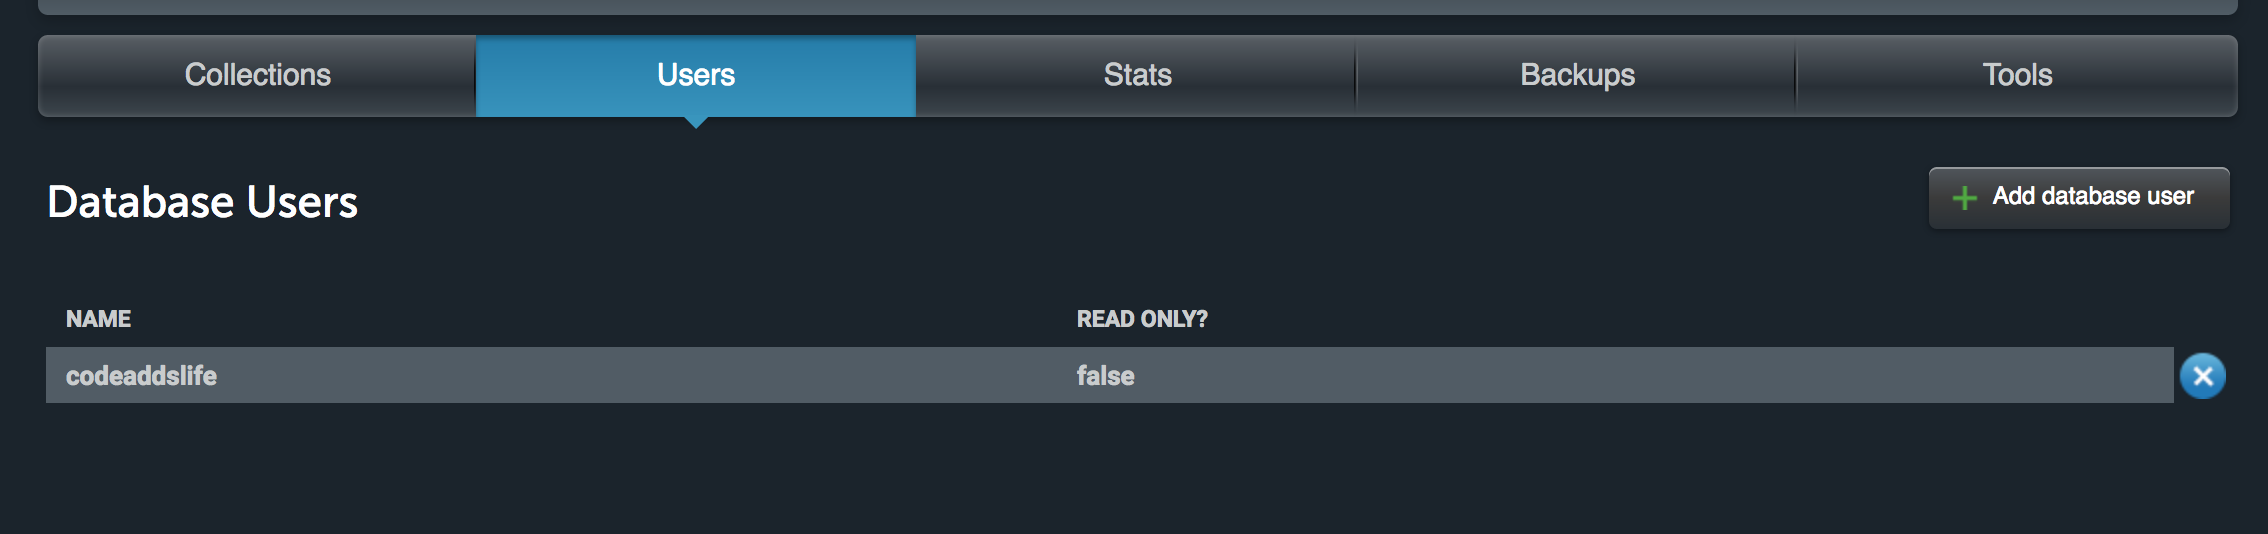 Collections Users Stats Backups Tools
Database Users
Add database user
NAME READ ONLY?
codeaddslife false